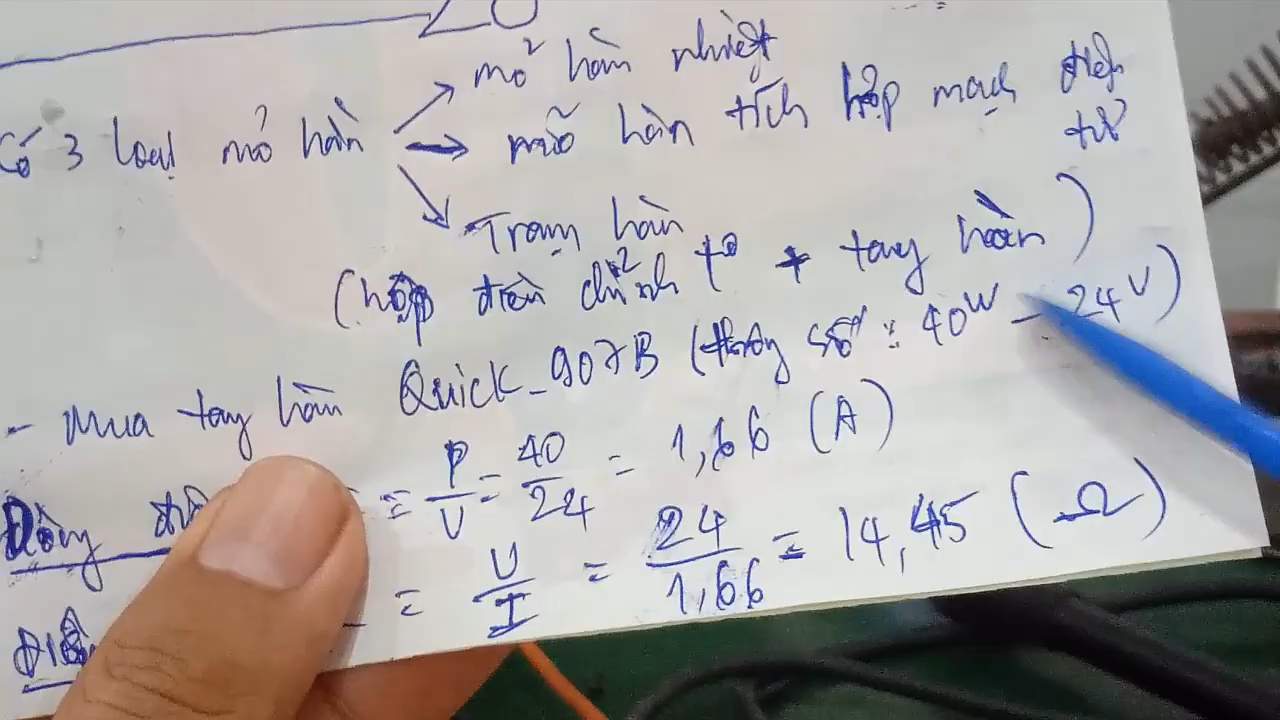 mỏ hàn nhiệt
Có 3 loại mỏ hàn
mỏ hàn tích hợp mạch điện
tử
Trạm hàn
(hộp điều chỉnh t° + tay hàn)
- Mua tay hàn Quick_907B (thông số : 40W - 24V)
Dòng = P/U = 40/24 = 1,66 (A)
= U/I = 24/1,66 = 14,45 (Ω)